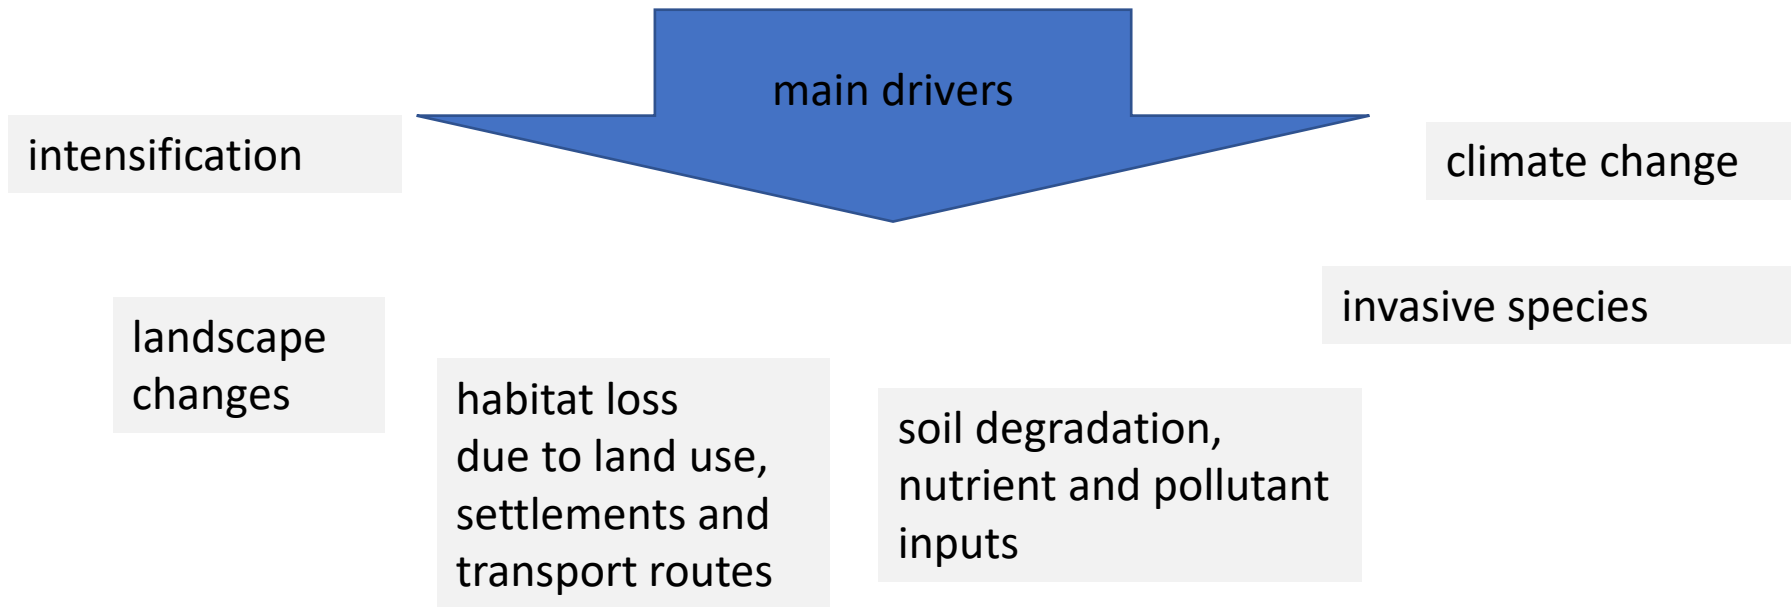 main drivers
intensification
climate change
landscape
changes
invasive species
habitat loss
due to land use,
settlements and
transport routes
soil degradation,
nutrient and pollutant
inputs